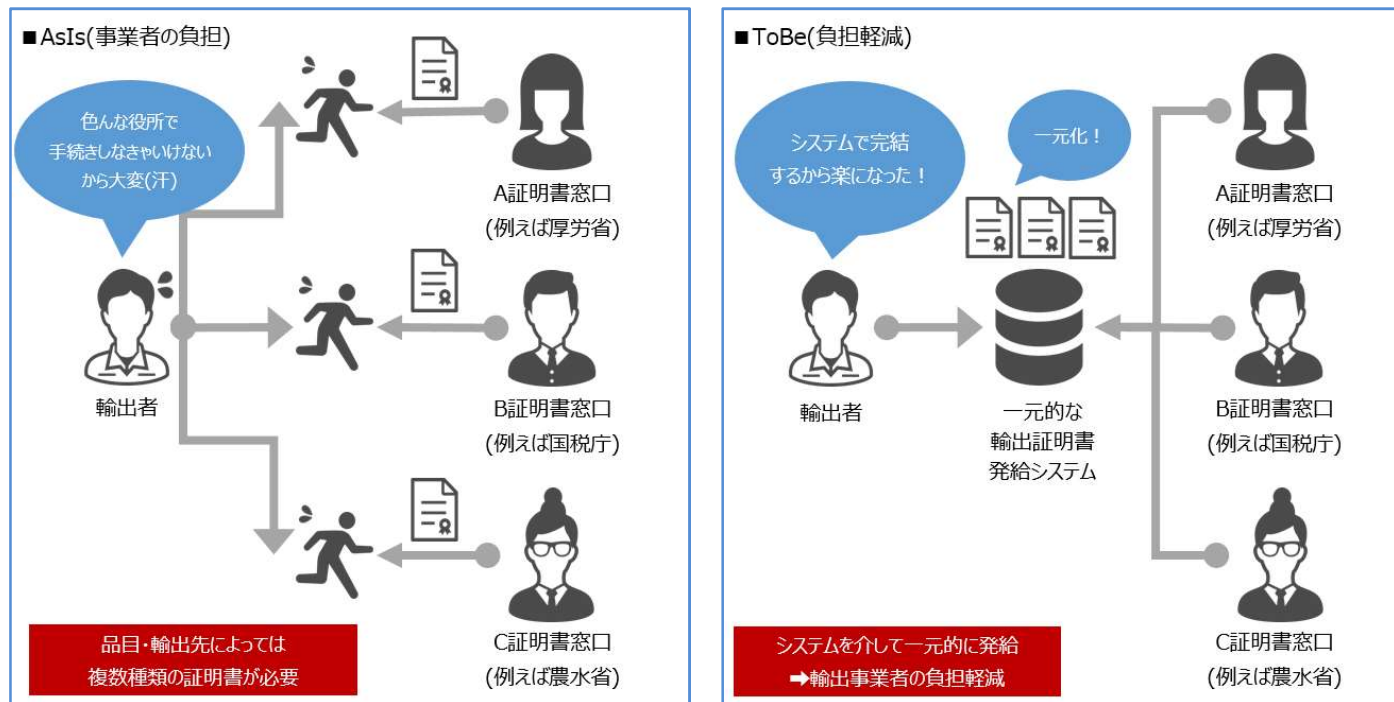 ■AsIs(事業者の負担)
色んな役所で
手続きしなきゃいけない
から大変(汗)
輸出者
A証明書窓口
(例えば厚労省)
B証明書窓口
(例えば国税庁)
C証明書窓口
(例えば農水省)
品目・輸出先によっては
複数種類の証明書が必要
■ToBe(負担軽減)
システムで完結
するから楽になった！
一元化！
輸出者
一元的な
輸出証明書
発給システム
A証明書窓口
(例えば厚労省)
B証明書窓口
(例えば国税庁)
C証明書窓口
(例えば農水省)
システムを介して一元的に発給
➡輸出事業者の負担軽減